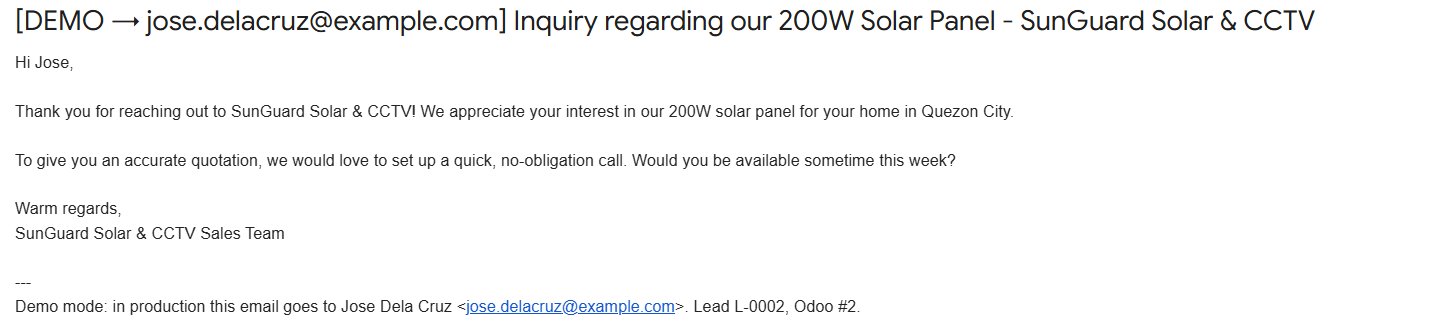 [DEMO → jose.delacruz@example.com] Inquiry regarding our 200W Solar Panel - SunGuard Solar & CCTV
Hi Jose,
Thank you for reaching out to SunGuard Solar & CCTV! We appreciate your interest in our 200W solar panel for your home in Quezon City.
To give you an accurate quotation, we would love to set up a quick, no-obligation call. Would you be available sometime this week?
Warm regards,
SunGuard Solar & CCTV Sales Team
---
Demo mode: in production this email goes to Jose Dela Cruz <jose.delacruz@example.com>. Lead L-0002, Odoo #2.